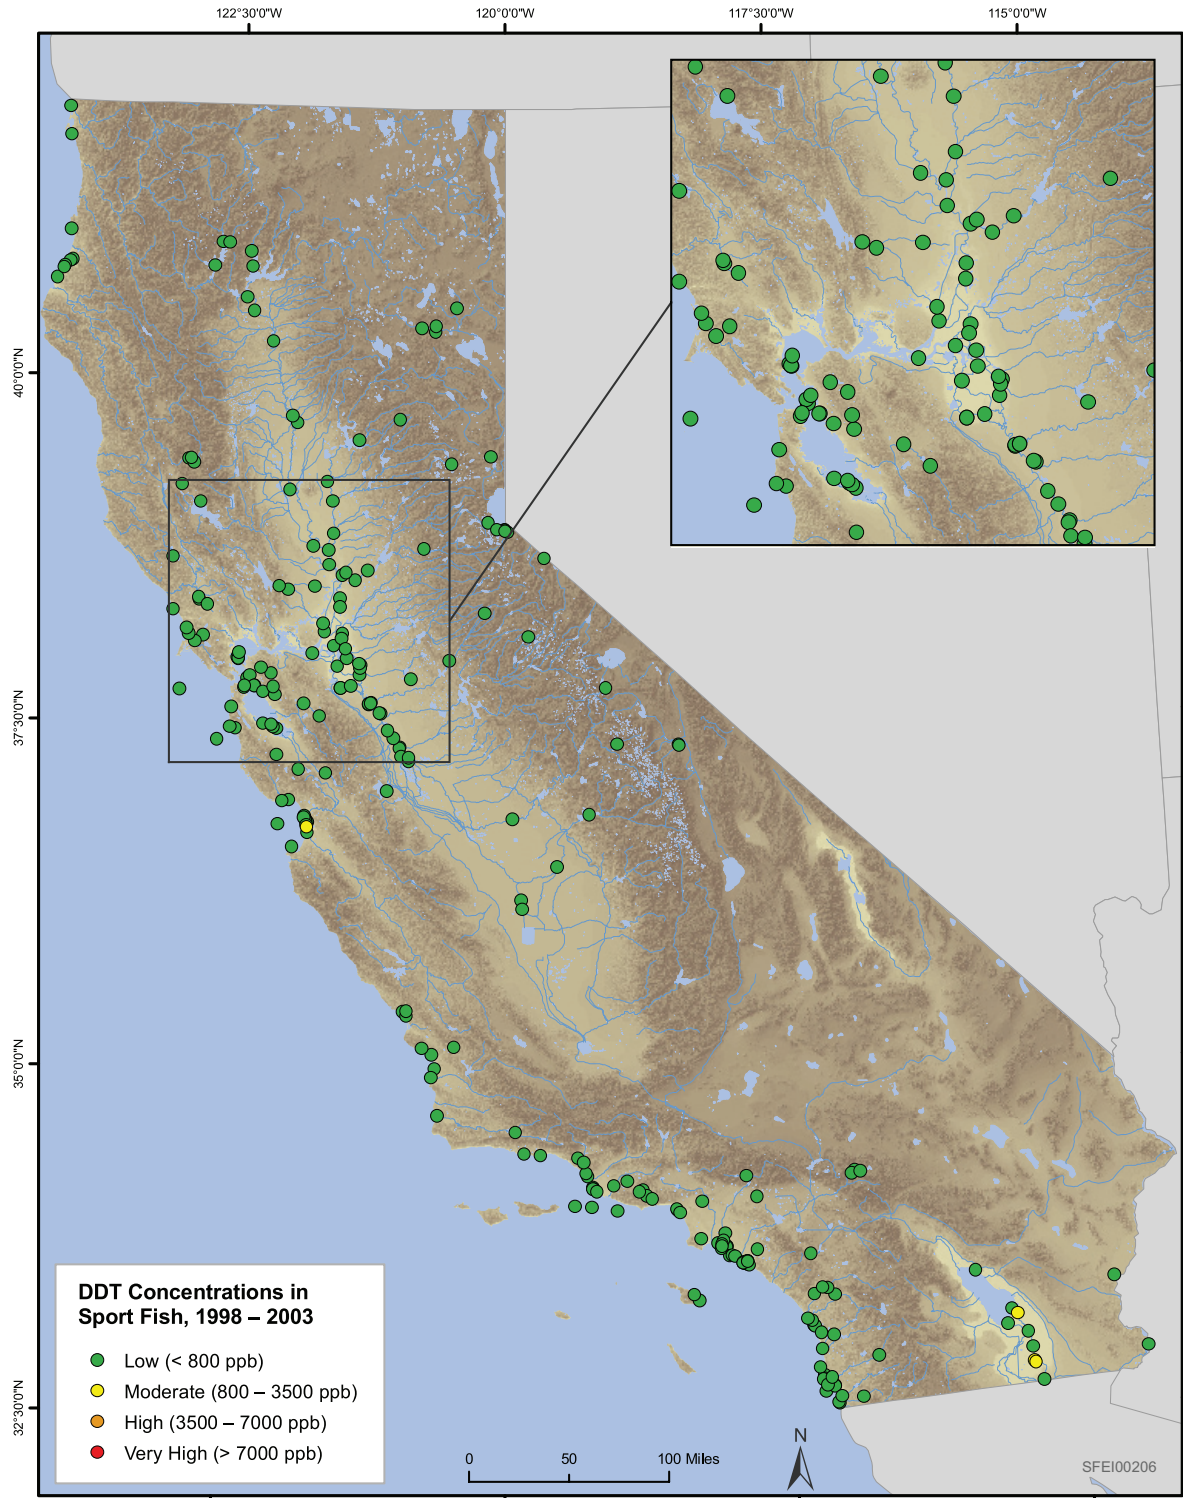 122°30'0"W
120°0'0"W
117°30'0"W
115°0'0"W
40°0'0"N
37°30'0"N
35°0'0"N
32°30'0"N
DDT Concentrations in
Sport Fish, 1998 – 2003
Low (< 800 ppb)
Moderate (800 – 3500 ppb)
High (3500 – 7000 ppb)
Very High (> 7000 ppb)
0
50
100 Miles
N
SFEI00206